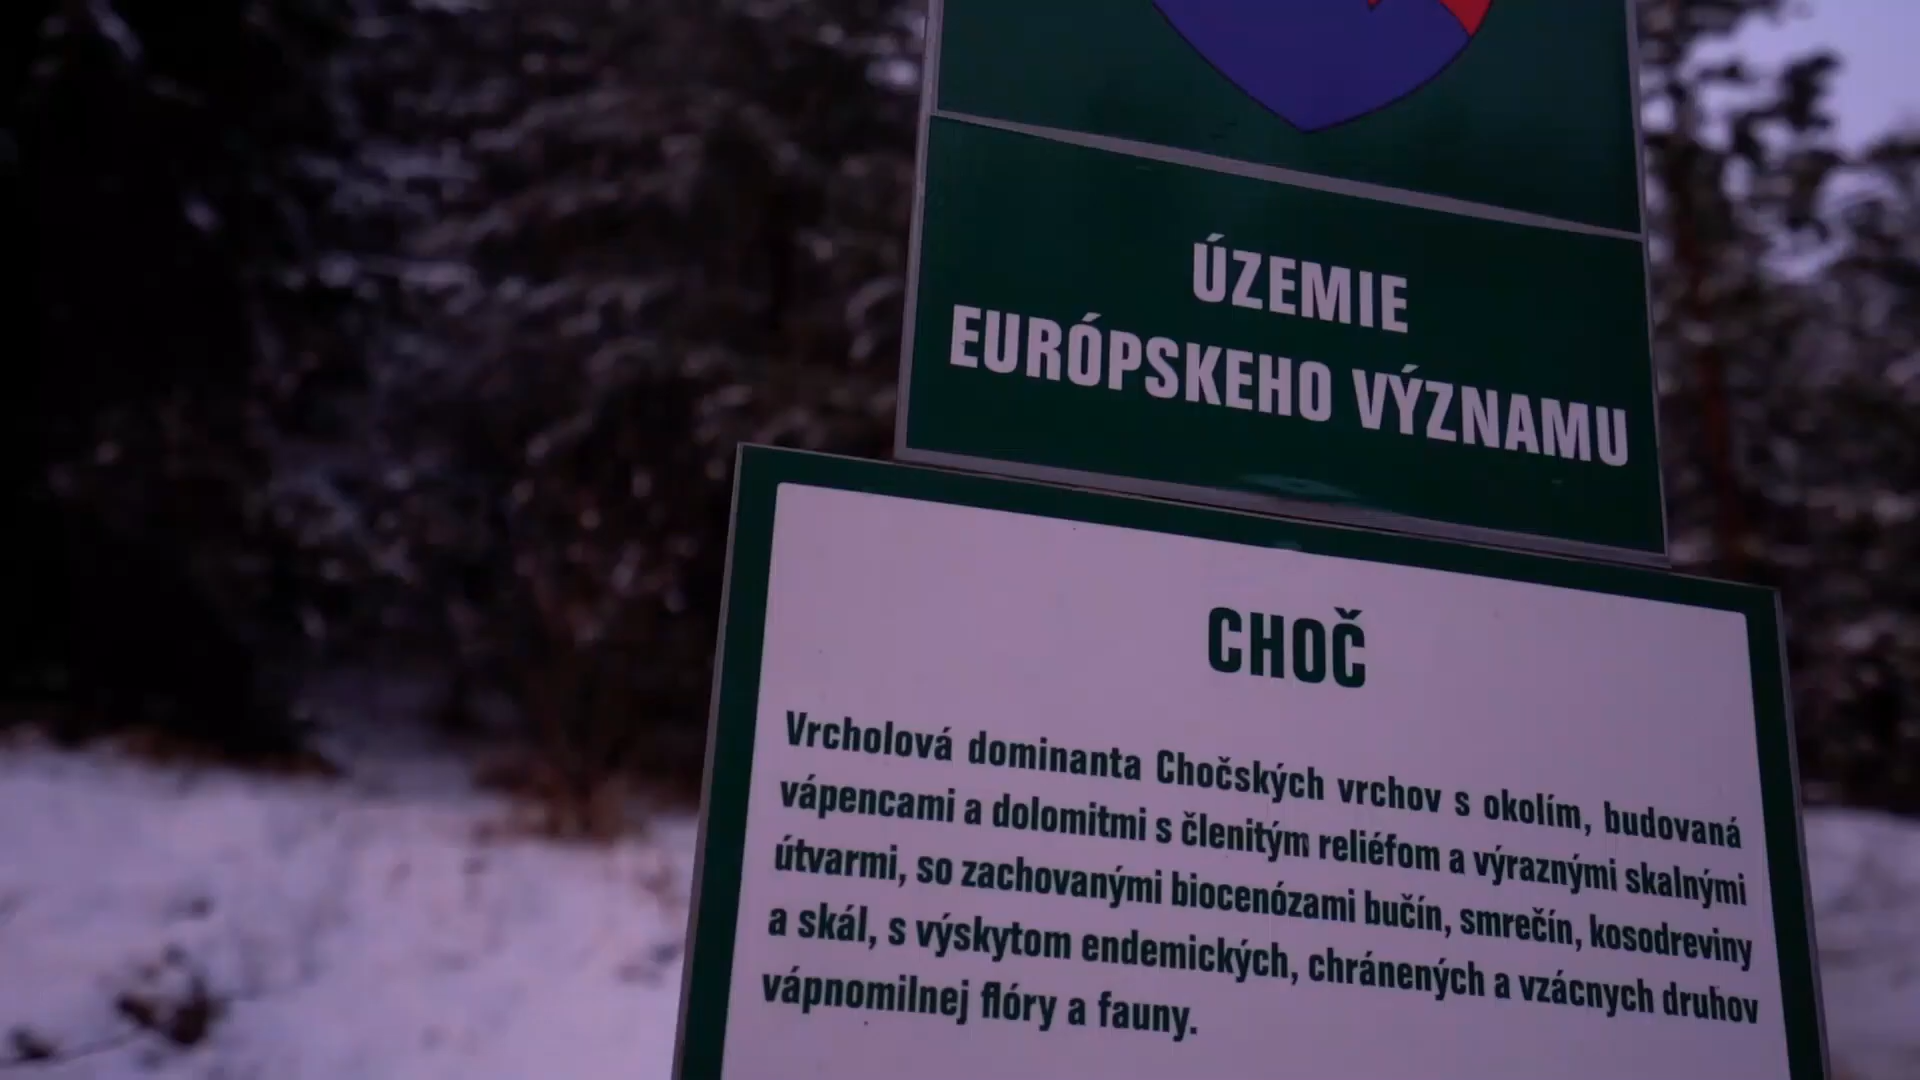 ÚZEMIE
EURÓPSKEHO VÝZNAMU
CHOČ
Vrcholová dominanta Chočských vrchov s okolím, budovaná
vápencami a dolomitmi s členitým reliéfom a výraznými skalnými
útvarmi, so zachovanými biocenózami bučín, smrečín, kosodreviny
a skál, s výskytom endemických, chránených a vzácnych druhov
vápnomilnej flóry a fauny.